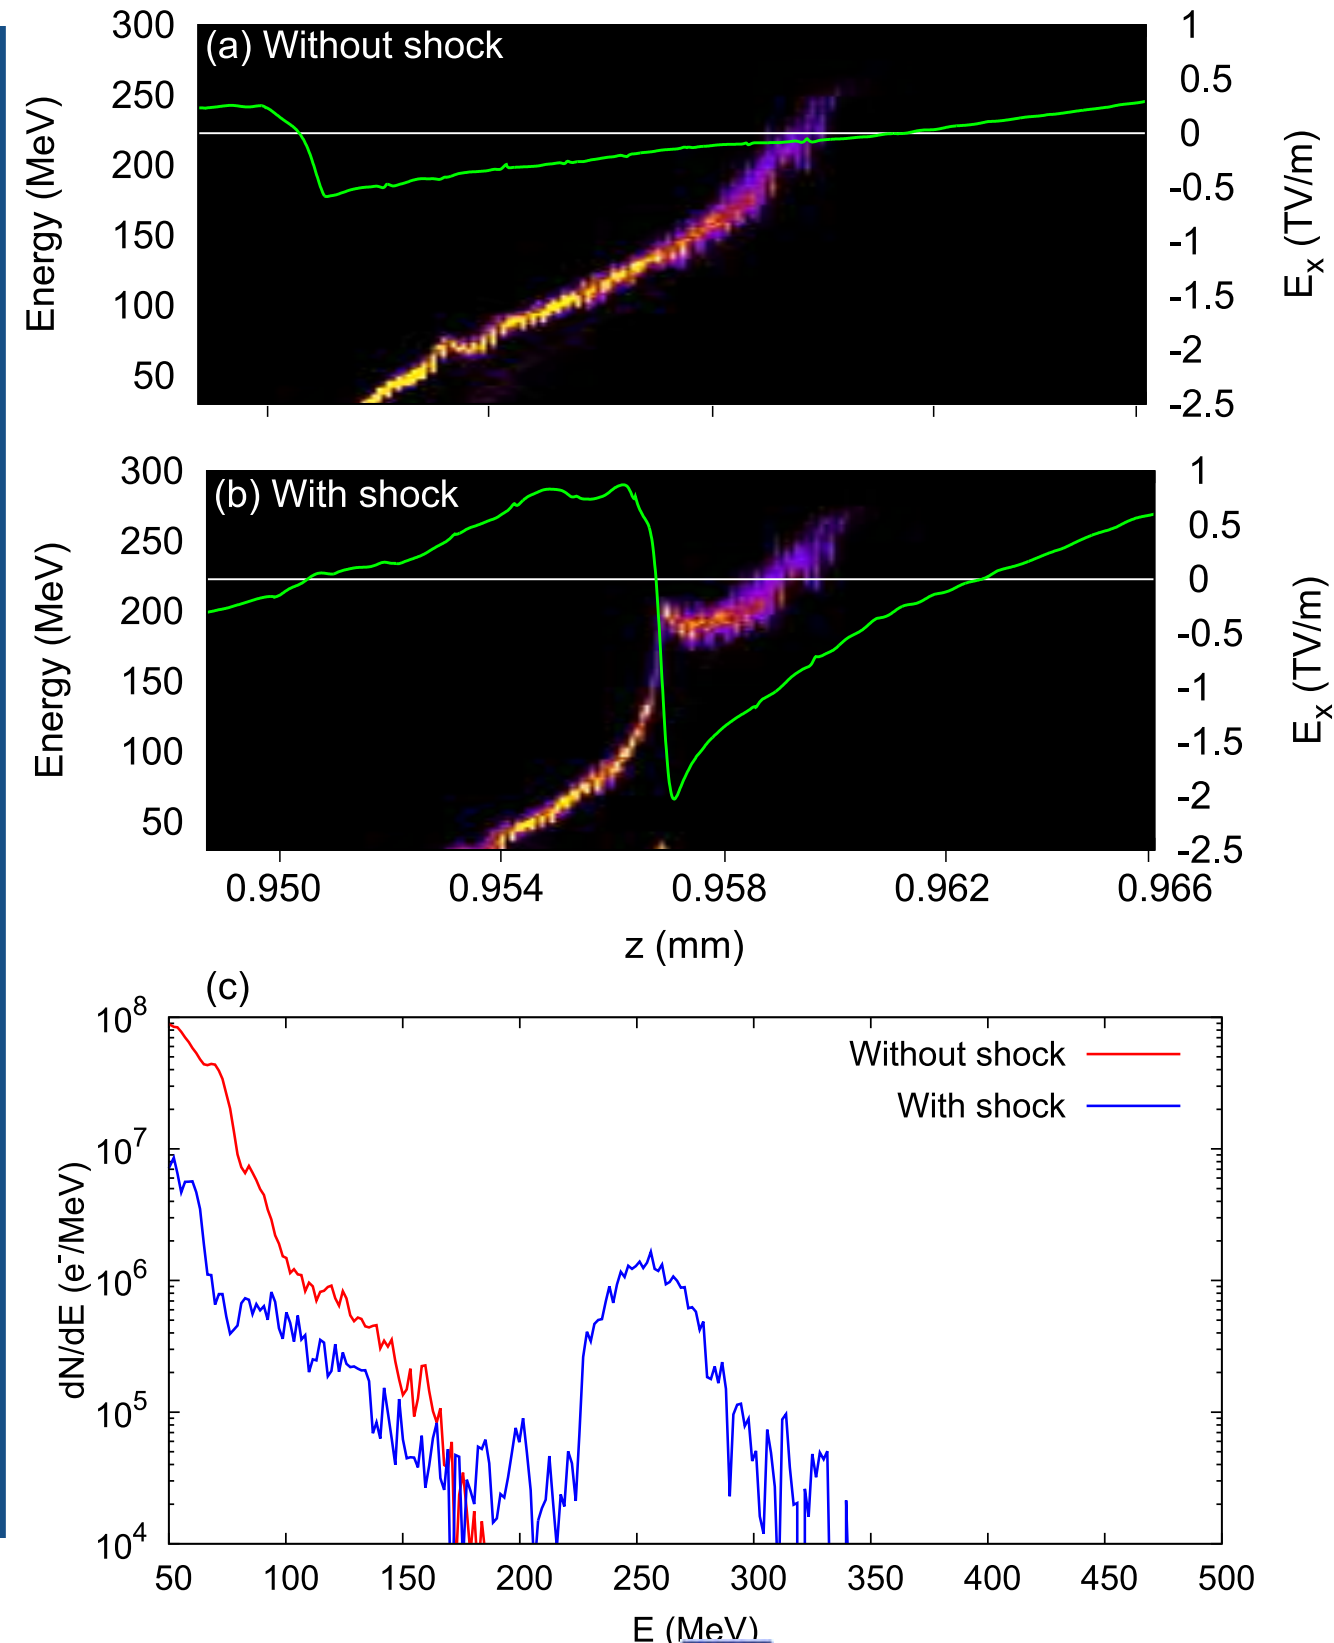 (a) Without shock
300
250
200
150
100
50
Energy (MeV)
1
0.5
0
-0.5
-1
-1.5
-2
-2.5
E_x (TV/m)
(b) With shock
300
250
200
150
100
50
Energy (MeV)
1
0.5
0
-0.5
-1
-1.5
-2
-2.5
E_x (TV/m)
0.950 0.954 0.958 0.962 0.966
z (mm)
(c)
10^8
10^7
10^6
10^5
10^4
dN/dE (e^-/MeV)
Without shock
With shock
50 100 150 200 250 300 350 400 450 500
E (MeV)